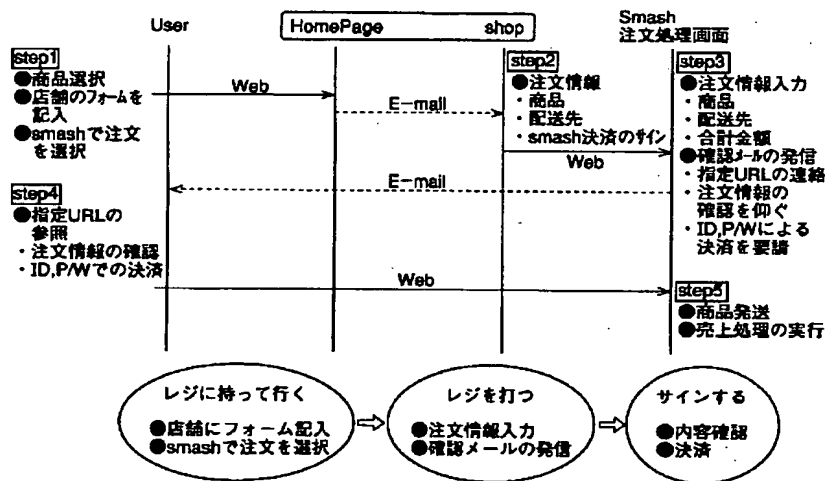 User
HomePage
shop
Smash
注文処理画面
step1
●商品選択
●店舗のフォームを
記入
●smashで注文
を選択
Web
E-mail
step2
●注文情報
・商品
・配送先
・smash決済のサイン
Web
step3
●注文情報入力
・商品
・配送先
・合計金額
●確認メールの発信
・指定URLの連絡
・注文情報の
確認を仰ぐ
・ID,P/Wによる
決済を要請
E-mail
step4
●指定URLの
参照
・注文情報の確認
・ID,P/Wでの決済
Web
step5
●商品発送
●売上処理の実行
レジに持って行く
●店舗にフォーム記入
●smashで注文を選択
レジを打つ
●注文情報入力
●確認メールの発信
サインする
●内容確認
●決済